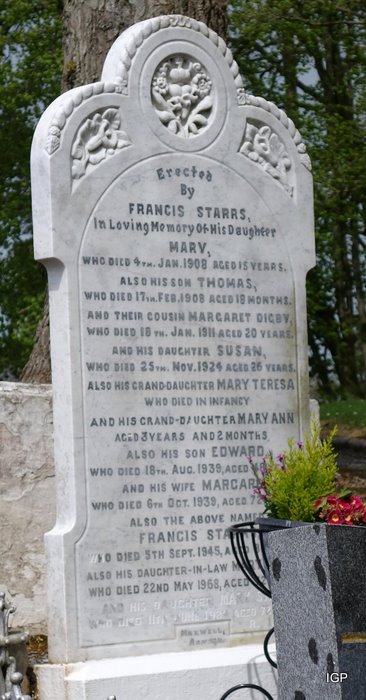 Erected
By
FRANCIS STARRS,
In Loving Memory of His Daughter
MARY,
WHO DIED 4TH. JAN. 1908 AGED 15 YEARS.
ALSO HIS SON THOMAS,
WHO DIED 17TH. FEB. 1908 AGED 18 MONTHS.
AND THEIR COUSIN MARGARET DIGBY,
WHO DIED 18TH. JAN. 1911 AGED 20 YEARS.
AND HIS DAUGHTER SUSAN,
WHO DIED 25TH. NOV. 1924 AGED 26 YEARS.
ALSO HIS GRAND-DAUGHTER MARY TERESA
WHO DIED IN INFANCY
AND HIS GRAND-DAUGHTER MARY ANN
AGED 3 YEARS AND 2 MONTHS.
ALSO HIS SON EDWARD,
WHO DIED 18TH. AUG. 1939, AGED
AND HIS WIFE
WHO DIED 6TH OCT. 1939, AGED
ALSO THE ABOVE
FRANCIS
WHO DIED 5TH SEPT. 1945,
ALSO HIS DAUGHTER-IN-LAW
WHO DIED 22ND MAY 1968, AGED
AND HIS DAUGHTER
WHO DIED
MAXWELL,
IGP